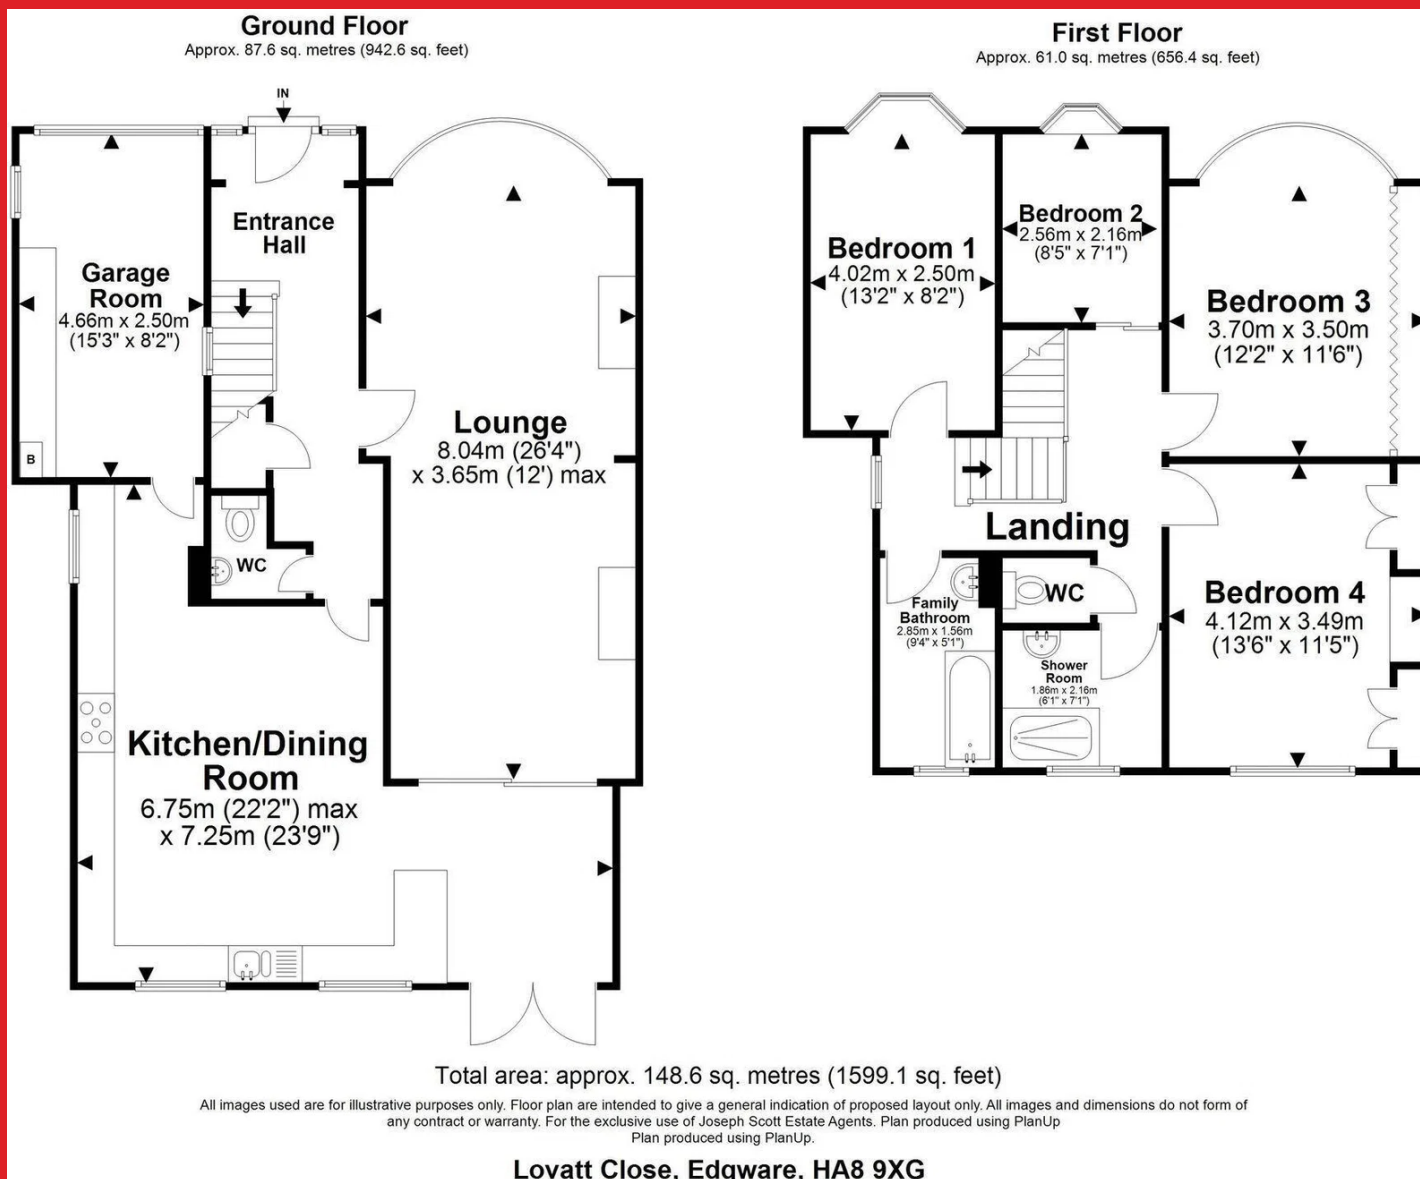 Ground Floor
Approx. 87.6 sq. metres (942.6 sq. feet)
IN
Entrance
Hall
Garage
Room
4.66m x 2.50m
(15'3" x 8'2")
B
Lounge
8.04m (26'4")
x 3.65m (12') max
WC
Kitchen/Dining
Room
6.75m (22'2") max
x 7.25m (23'9")
First Floor
Approx. 61.0 sq. metres (656.4 sq. feet)
Bedroom 1
4.02m x 2.50m
(13'2" x 8'2")
Bedroom 2
2.56m x 2.16m
(8'5" x 7'1")
Bedroom 3
3.70m x 3.50m
(12'2" x 11'6")
Landing
Family
Bathroom
2.85m x 1.56m
(9'4" x 5'1")
WC
Shower
Room
1.86m x 2.16m
(6'1" x 7'1")
Bedroom 4
4.12m x 3.49m
(13'6" x 11'5")
Total area: approx. 148.6 sq. metres (1599.1 sq. feet)
All images used are for illustrative purposes only. Floor plan are intended to give a general indication of proposed layout only. All images and dimensions do not form of
any contract or warranty. For the exclusive use of Joseph Scott Estate Agents. Plan produced using PlanUp
Plan produced using PlanUp.
Lovatt Close, Edgware, HA8 9XG